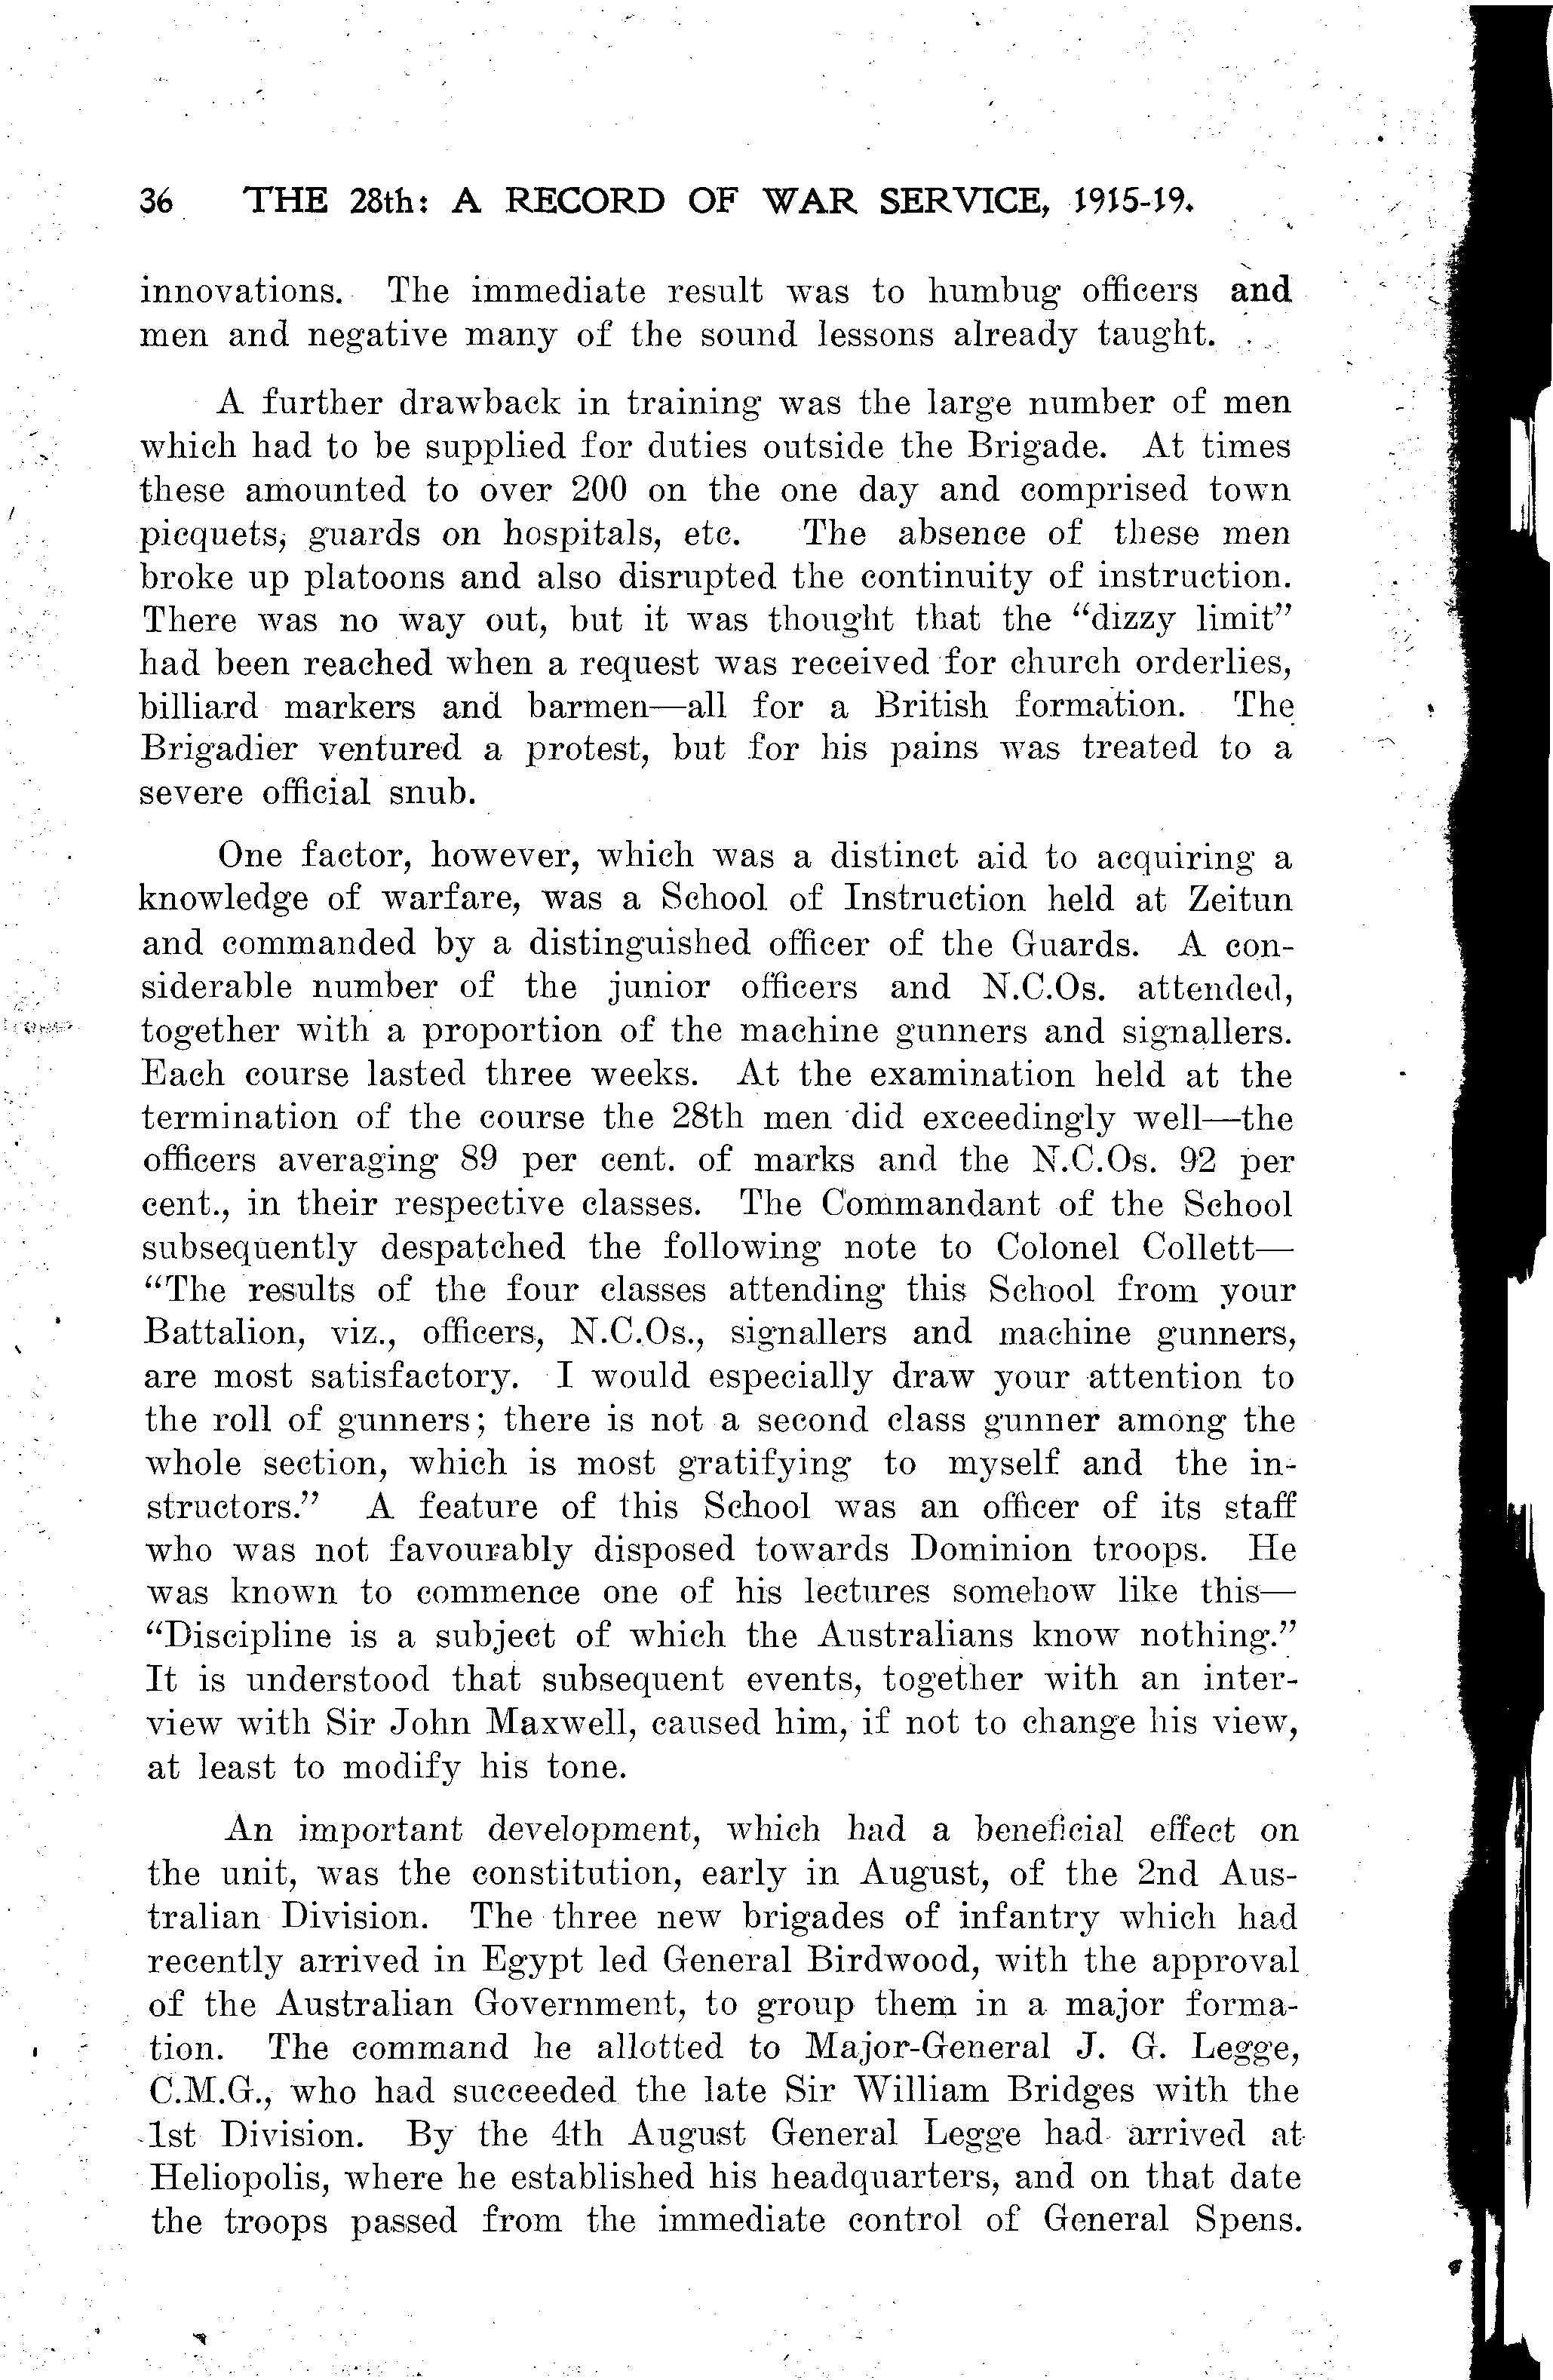 36 THE 28th: A RECORD OF WAR SERVICE, 1915-19.
innovations. The immediate result was to humbug officers and
men and negative many of the sound lessons already taught.
A further drawback in training was the large number of men
which had to be supplied for duties outside the Brigade. At times
these amounted to over 200 on the one day and comprised town
picquets, guards on hospitals, etc. The absence of these men
broke up platoons and also disrupted the continuity of instruction.
There was no way out, but it was thought that the “dizzy limit”
had been reached when a request was received for church orderlies,
billiard markers and barmen—all for a British formation. The
Brigadier ventured a protest, but for his pains was treated to a
severe official snub.
One factor, however, which was a distinct aid to acquiring a
knowledge of warfare, was a School of Instruction held at Zeitun
and commanded by a distinguished officer of the Guards. A con-
siderable number of the junior officers and N.C.Os. attended,
together with a proportion of the machine gunners and signallers.
Each course lasted three weeks. At the examination held at the
termination of the course the 28th men did exceedingly well—the
officers averaging 89 per cent. of marks and the N.C.Os. 92 per
cent., in their respective classes. The Commandant of the School
subsequently despatched the following note to Colonel Collett—
“The results of the four classes attending this School from your
Battalion, viz., officers, N.C.Os., signallers and machine gunners,
are most satisfactory. I would especially draw your attention to
the roll of gunners; there is not a second class gunner among the
whole section, which is most gratifying to myself and the in-
structors.” A feature of this School was an officer of its staff
who was not favourably disposed towards Dominion troops. He
was known to commence one of his lectures somehow like this—
“Discipline is a subject of which the Australians know nothing.”
It is understood that subsequent events, together with an inter-
view with Sir John Maxwell, caused him, if not to change his view,
at least to modify his tone.
An important development, which had a beneficial effect on
the unit, was the constitution, early in August, of the 2nd Aus-
tralian Division. The three new brigades of infantry which had
recently arrived in Egypt led General Birdwood, with the approval
of the Australian Government, to group them in a major forma-
tion. The command he allotted to Major-General J. G. Legge,
C.M.G., who had succeeded the late Sir William Bridges with the
1st Division. By the 4th August General Legge had arrived at
Heliopolis, where he established his headquarters, and on that date
the troops passed from the immediate control of General Spens.